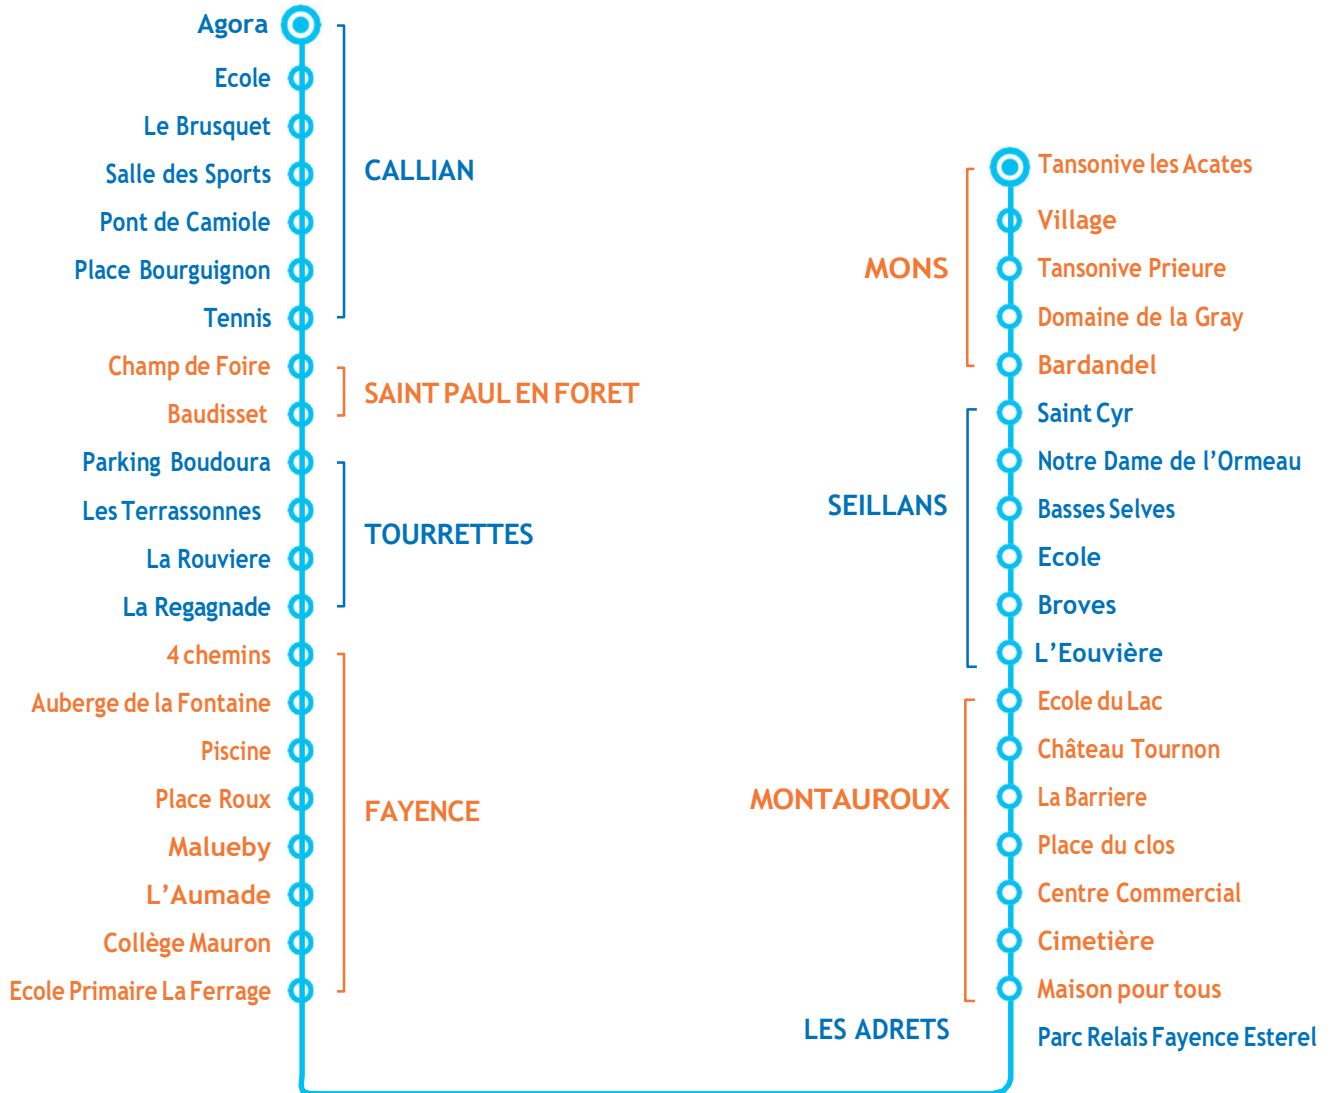 Agora
Ecole
Le Brusquet
Salle des Sports
Pont de Camiole
Place Bourguignon
Tennis
CALLIAN
Champ de Foire
Baudisset
SAINT PAUL EN FORET
Parking Boudoura
Les Terrassonnes
La Rouviere
La Regagnade
TOURRETTES
4 chemins
Auberge de la Fontaine
Piscine
Place Roux
Malueby
L’Aumade
Collège Mauron
Ecole Primaire La Ferrage
FAYENCE
MONS
Tansonive les Acates
Village
Tansonive Prieure
Domaine de la Gray
Bardandel
SEILLANS
Saint Cyr
Notre Dame de l’Ormeau
Basses Selves
Ecole
Broves
L’Eouvière
MONTAUROUX
Ecole du Lac
Château Tournon
La Barriere
Place du clos
Centre Commercial
Cimetière
Maison pour tous
LES ADRETS
Parc Relais Fayence Esterel